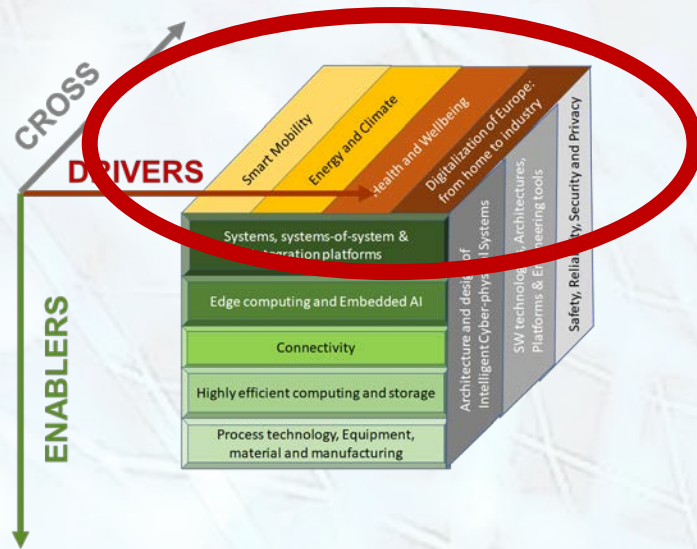 CROSS
DRIVERS
ENABLERS
Smart Mobility
Energy and Climate
Health and Wellbeing
Digitalization of Europe:
from home to industry
Systems, systems-of-system &
integration platforms
Edge computing and Embedded AI
Connectivity
Highly efficient computing and storage
Process technology, Equipment,
material and manufacturing
Architecture and design of
Intelligent Cyber-physical Systems
SW technologies, Architectures,
Platforms & Engineering tools
Safety, Reliability, Security and Privacy